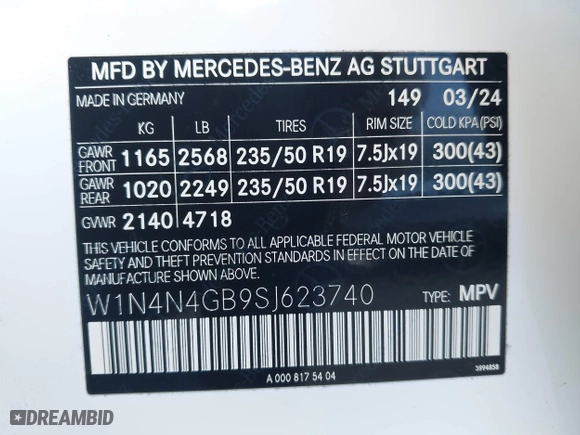 MFD BY MERCEDES-BENZ AG STUTTGART
MADE IN GERMANY 149 03/24
KG LB TIRES RIM SIZE COLD KPA(PSI)
GAWR FRONT 1165 2568 235/50 R19 7.5Jx19 300(43)
GAWR REAR 1020 2249 235/50 R19 7.5Jx19 300(43)
GVWR 2140 4718
THIS VEHICLE CONFORMS TO ALL APPLICABLE FEDERAL MOTOR VEHICLE
SAFETY AND THEFT PREVENTION STANDARDS IN EFFECT ON THE DATE OF
MANUFACTURE SHOWN ABOVE.
W1N4N4GB9SJ623740 TYPE: MPV
A 000 817 54 04 3994858
DREAMBID